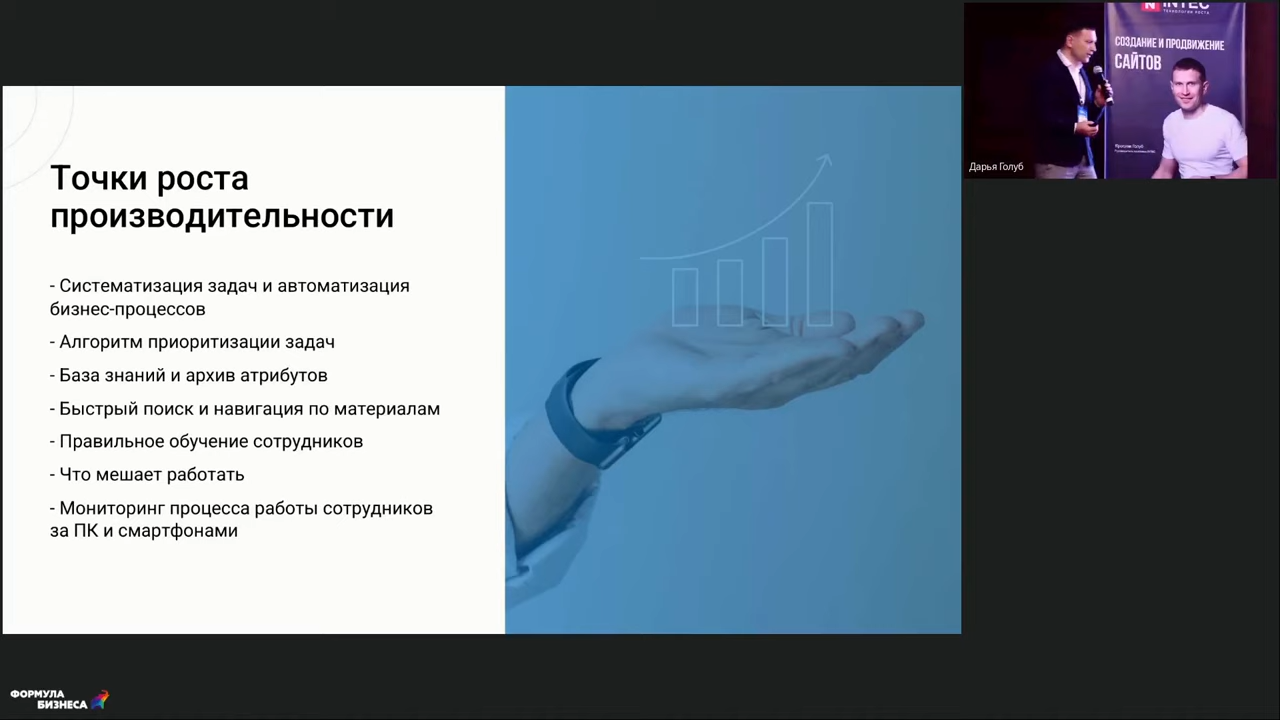 Точки роста
производительности
- Систематизация задач и автоматизация
бизнес-процессов
- Алгоритм приоритизации задач
- База знаний и архив атрибутов
- Быстрый поиск и навигация по материалам
- Правильное обучение сотрудников
- Что мешает работать
- Мониторинг процесса работы сотрудников
за ПК и смартфонами
INTEC
ТЕХНОЛОГИИ РОСТА
СОЗДАНИЕ И ПРОДВИЖЕНИЕ
САЙТОВ
Дарья Голуб
ФОРМУЛА
БИЗНЕСА